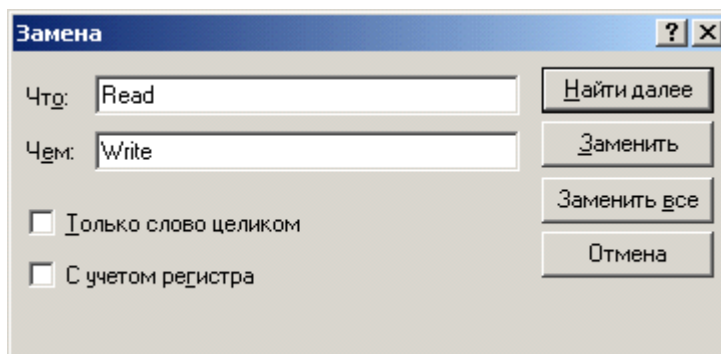 Замена
Что: Read
Найти далее
Чем: Write
Заменить
Только слово целиком
Заменить все
С учетом регистра
Отмена